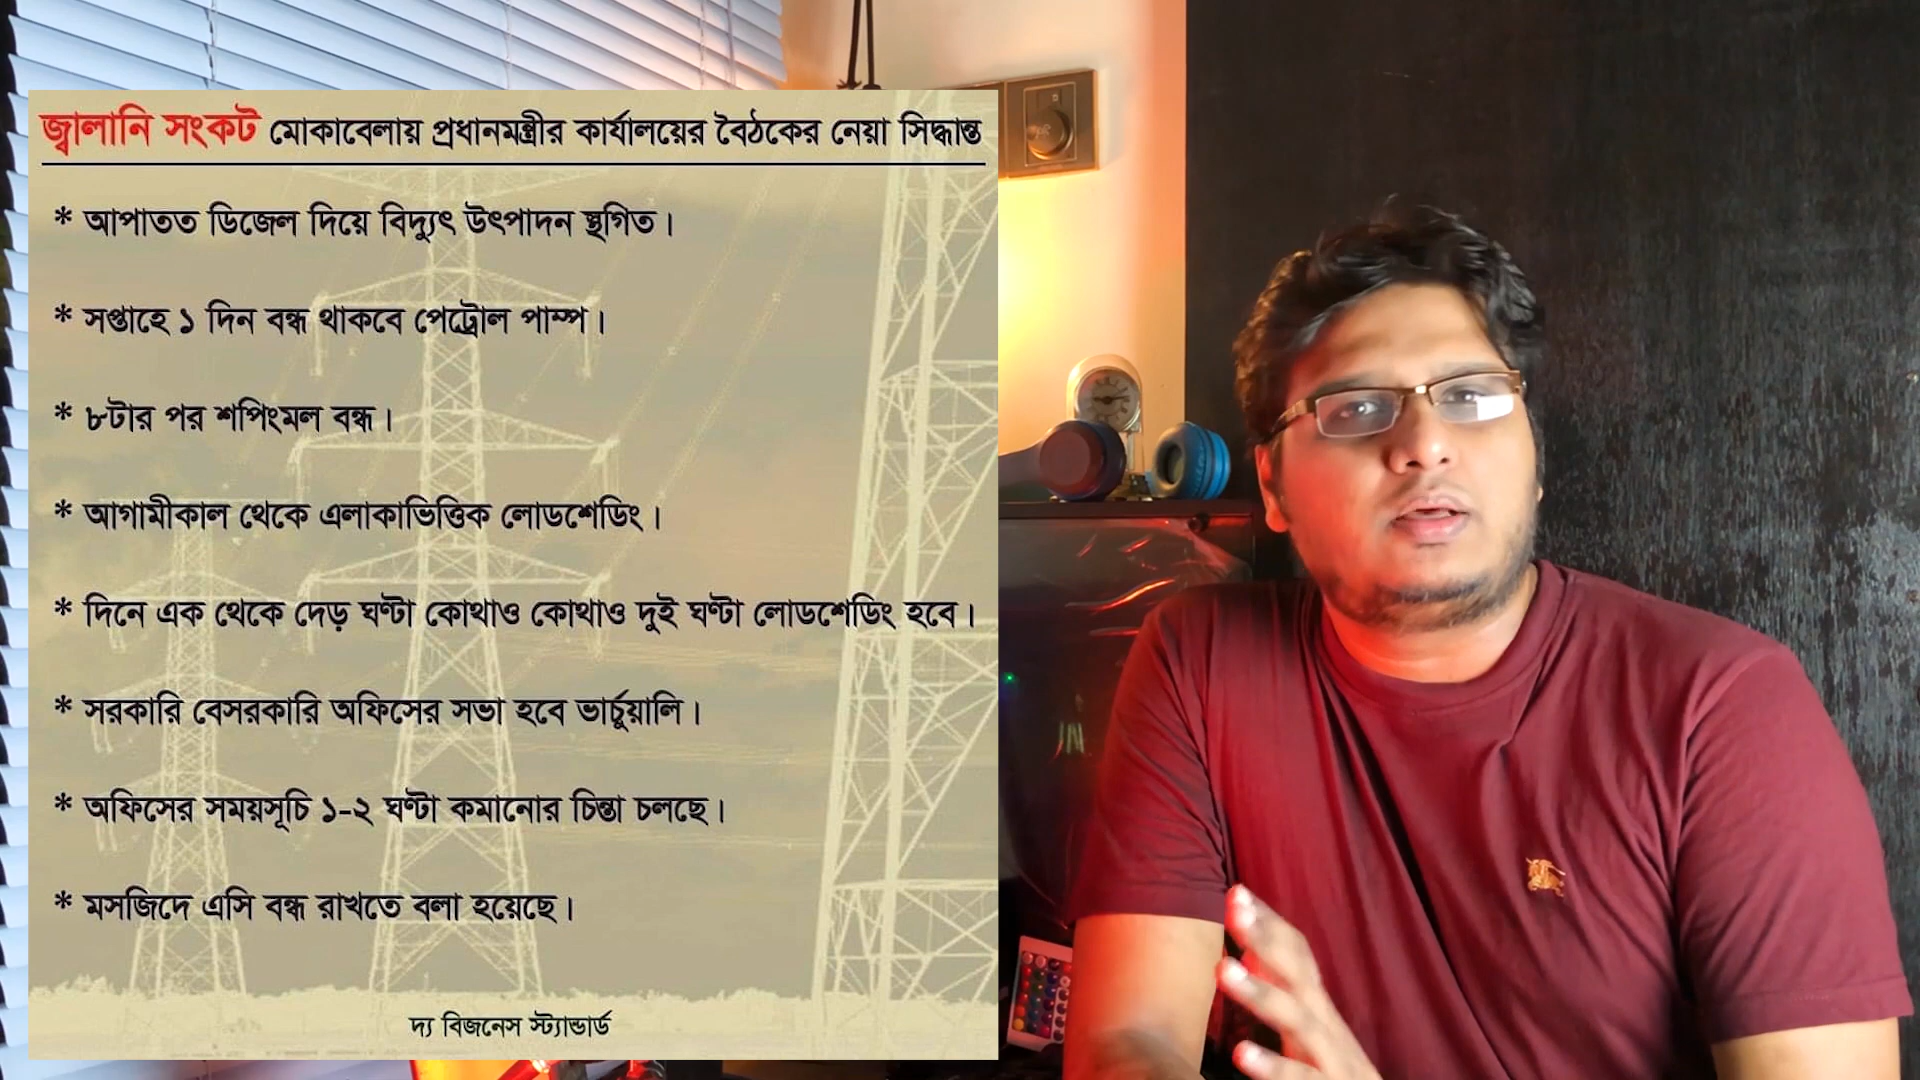 জ্বালানি সংকট মোকাবেলায় প্রধানমন্ত্রীর কার্যালয়ের বৈঠকের নেয়া সিদ্ধান্ত
* আপাতত ডিজেল দিয়ে বিদ্যুৎ উৎপাদন স্থগিত।
* সপ্তাহে ১ দিন বন্ধ থাকবে পেট্রোল পাম্প।
* ৮টার পর শপিংমল বন্ধ।
* আগামীকাল থেকে এলাকাভিত্তিক লোডশেডিং।
* দিনে এক থেকে দেড় ঘণ্টা কোথাও কোথাও দুই ঘণ্টা লোডশেডিং হবে।
* সরকারি বেসরকারি অফিসের সভা হবে ভার্চুয়ালি।
* অফিসের সময়সূচি ১-২ ঘণ্টা কমানোর চিন্তা চলছে।
* মসজিদে এসি বন্ধ রাখতে বলা হয়েছে।
দ্য বিজনেস স্ট্যান্ডার্ড